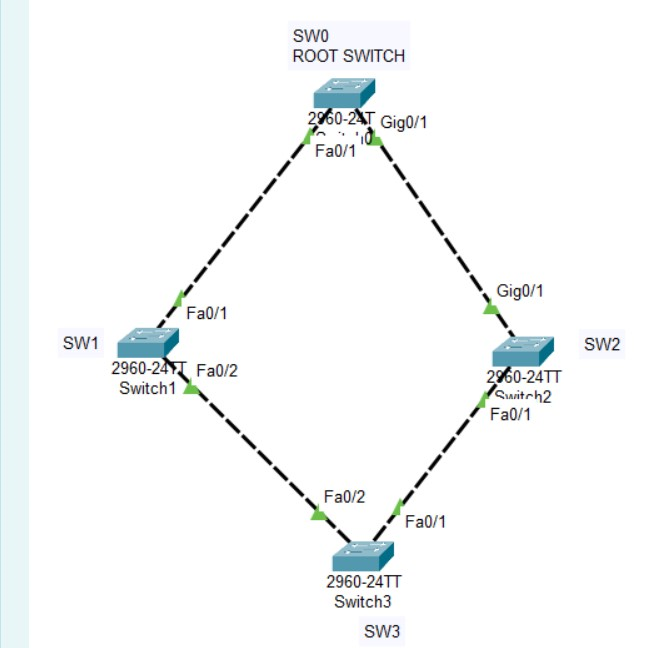 SW0
ROOT SWITCH
2960-24T
Gig0/1
Fa0/1
Gig0/1
Fa0/1
SW1
SW2
2960-24TT
Switch1
Fa0/2
2960-24TT
Switch2
Fa0/1
Fa0/2
Fa0/1
2960-24TT
Switch3
SW3